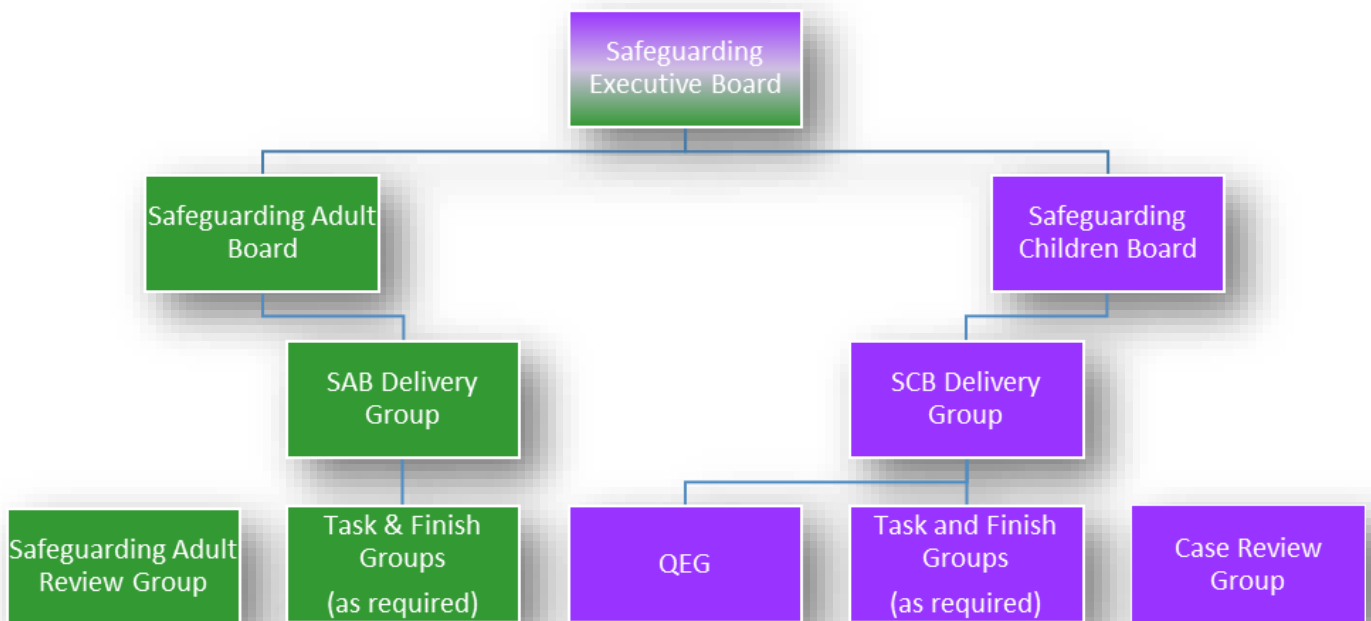 Safeguarding
Executive Board
Safeguarding Adult
Board
Safeguarding
Children Board
SAB Delivery
Group
SCB Delivery
Group
Safeguarding Adult
Review Group
Task & Finish
Groups
(as required)
QEG
Task and Finish
Groups
(as required)
Case Review
Group